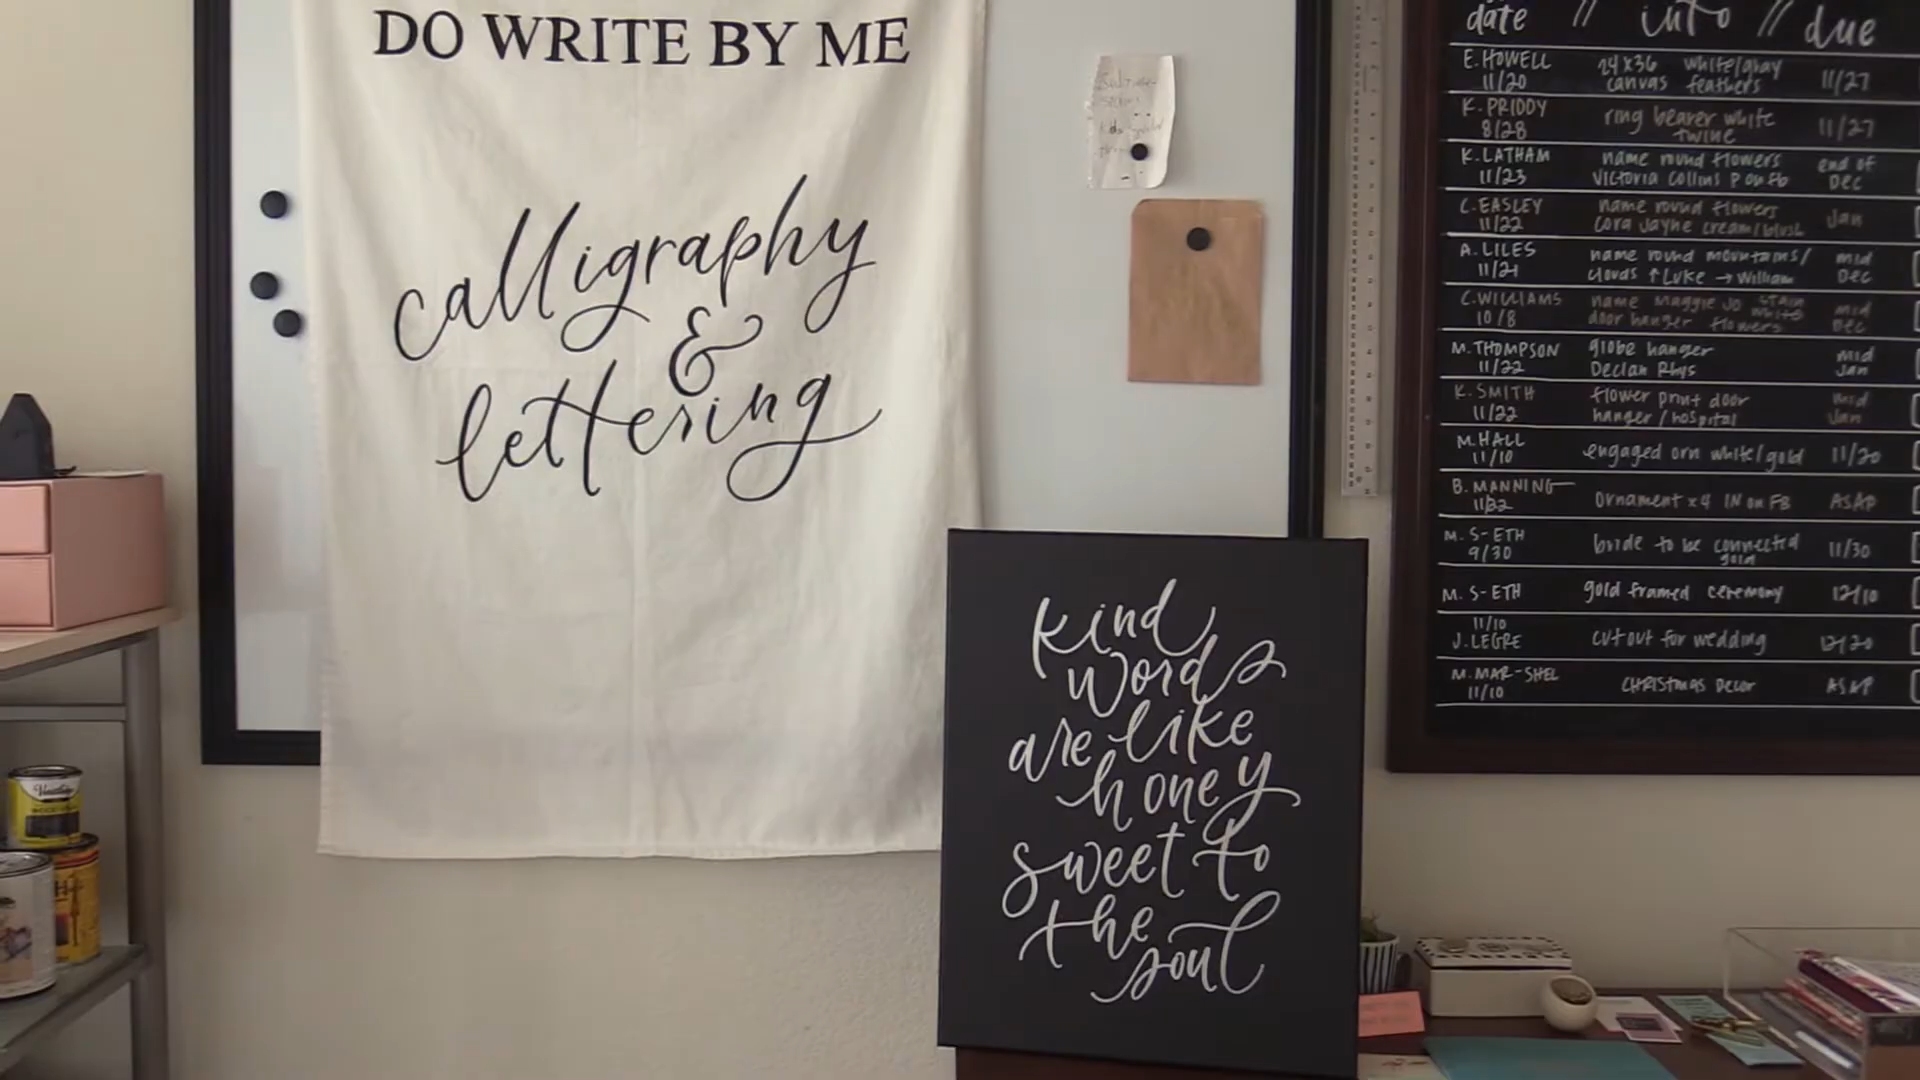 DO WRITE BY ME
calligraphy
&
lettering
kind
words
are like
honey
sweet to
the
soul
date // info // due
E. HOWELL 24x36 white/gray 11/27
11/20 canvas feathers
K. PRIDDY ring bearer white 11/27
8/28 twine
K. LATHAM name round flowers end of
11/23 Victoria Collins P on Fb Dec
C. EASLEY name round flowers Jan
11/22 Cora Jayne cream/blush
A. LILES name round mountains/ mid
11/21 clouds ↑ Luke → William Dec
C. WILLIAMS name Maggie Jo stain mid
10/8 door hanger flowers white Dec
M. THOMPSON globe hanger mid
11/22 Declan Rhys Jan
K. SMITH flower print door mid
11/22 hanger/hospital Jan
M. HALL engaged orn white/gold 11/20
11/10
B. MANNING ornament x4 IN on FB ASAP
11/22
M. S-ETH bride to be connected 11/30
9/30 gold
M. S-ETH gold framed ceremony 12/10
11/10
J. LEGRE cutout for wedding 12/20
M. MAR-SHEL CHRISTMAS Decor ASAP
11/10